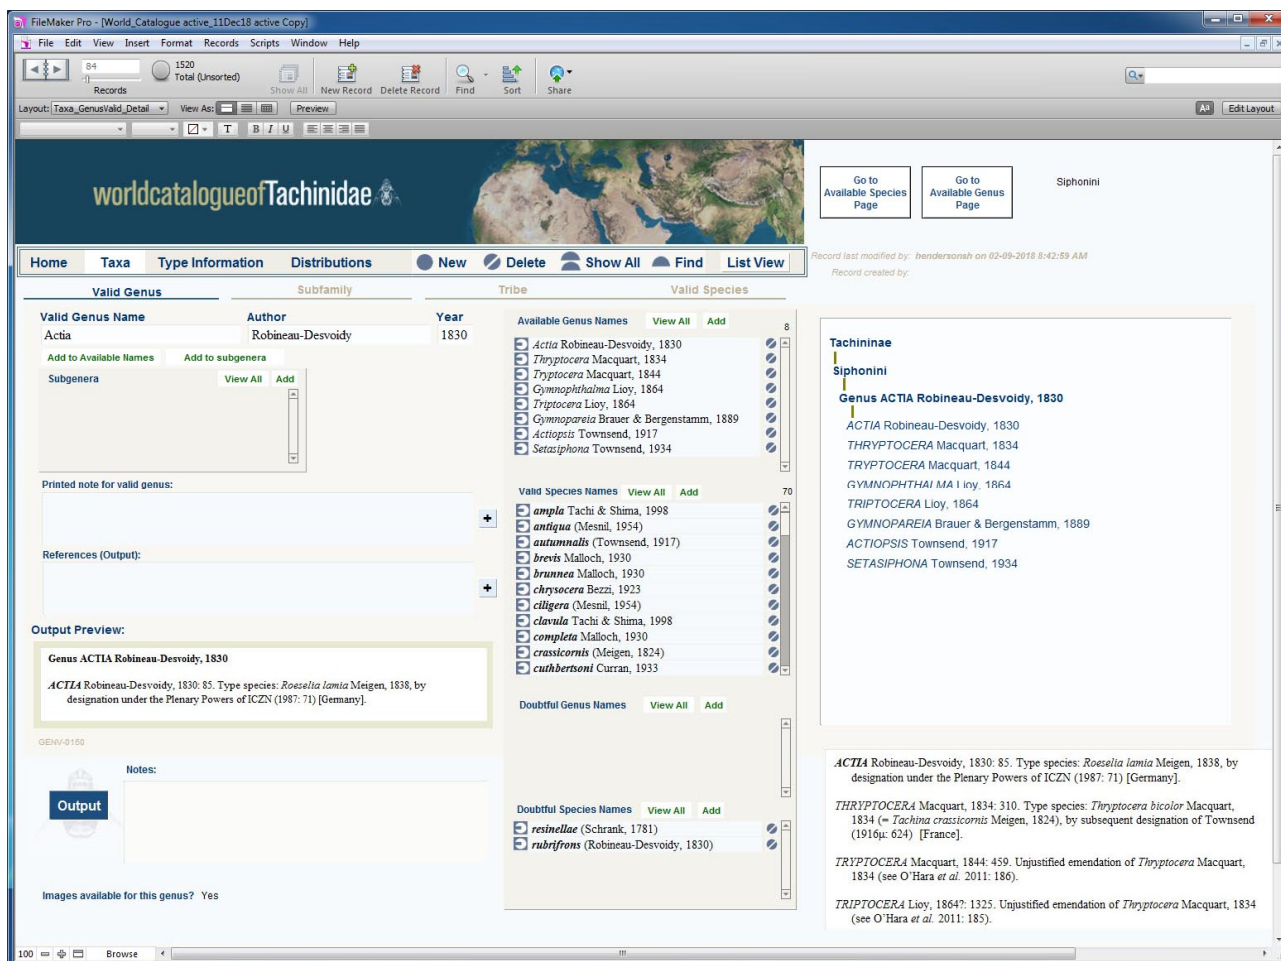 FileMaker Pro - [World_Catalogue active_11Dec18 active Copy]
File Edit View Insert Format Records Scripts Window Help
84
1520
Total (Unsorted)
Records
Show All New Record Delete Record Find Sort Share
Layout: Taxa_GenusValid_Detail View As: Preview
Aa Edit Layout
T B I U
worldcatalogueofTachinidae
Go to Available Species Page
Go to Available Genus Page
Siphonini
Home Taxa Type Information Distributions New Delete Show All Find List View
Record last modified by: hendersonsh on 02-09-2018 8:42:59 AM
Record created by:
Valid Genus Subfamily Tribe Valid Species
Valid Genus Name Author Year
Actia Robineau-Desvoidy 1830
Add to Available Names Add to subgenera
Subgenera View All Add
Printed note for valid genus:
+
References (Output):
+
Output Preview:
Genus ACTIA Robineau-Desvoidy, 1830
ACTIA Robineau-Desvoidy, 1830: 85. Type species: Roeselia lamia Meigen, 1838, by
designation under the Plenary Powers of ICZN (1987: 71) [Germany].
GENV-0150
Notes:
Output
Images available for this genus? Yes
Available Genus Names View All Add 8
Actia Robineau-Desvoidy, 1830
Thryptocera Macquart, 1834
Tryptocera Macquart, 1844
Gymnophthalma Lioy, 1864
Triptocera Lioy, 1864
Gymnopareia Brauer & Bergenstamm, 1889
Actiopsis Townsend, 1917
Setasiphona Townsend, 1934
Valid Species Names View All Add 70
ampla Tachi & Shima, 1998
antiqua (Mesnil, 1954)
autumnalis (Townsend, 1917)
brevis Malloch, 1930
brunnea Malloch, 1930
chrysocera Bezzi, 1923
ciligera (Mesnil, 1954)
clavula Tachi & Shima, 1998
completa Malloch, 1930
crassicornis (Meigen, 1824)
cuthbertsoni Curran, 1933
Doubtful Genus Names View All Add
Doubtful Species Names View All Add
resinellae (Schrank, 1781)
rubrifrons (Robineau-Desvoidy, 1830)
Tachininae
Siphonini
Genus ACTIA Robineau-Desvoidy, 1830
ACTIA Robineau-Desvoidy, 1830
THRYPTOCERA Macquart, 1834
TRYPTOCERA Macquart, 1844
GYMNOPHTHALMA Lioy, 1864
TRIPTOCERA Lioy, 1864
GYMNOPAREIA Brauer & Bergenstamm, 1889
ACTIOPSIS Townsend, 1917
SETASIPHONA Townsend, 1934
ACTIA Robineau-Desvoidy, 1830: 85. Type species: Roeselia lamia Meigen, 1838, by
designation under the Plenary Powers of ICZN (1987: 71) [Germany].
THRYPTOCERA Macquart, 1834: 310. Type species: Thryptocera bicolor Macquart,
1834 (= Tachina crassicornis Meigen, 1824), by subsequent designation of Townsend
(1916µ: 624) [France].
TRYPTOCERA Macquart, 1844: 459. Unjustified emendation of Thryptocera Macquart,
1834 (see O'Hara et al. 2011: 186).
TRIPTOCERA Lioy, 1864?: 1325. Unjustified emendation of Thryptocera Macquart, 1834
(see O'Hara et al. 2011: 185).
100 Browse